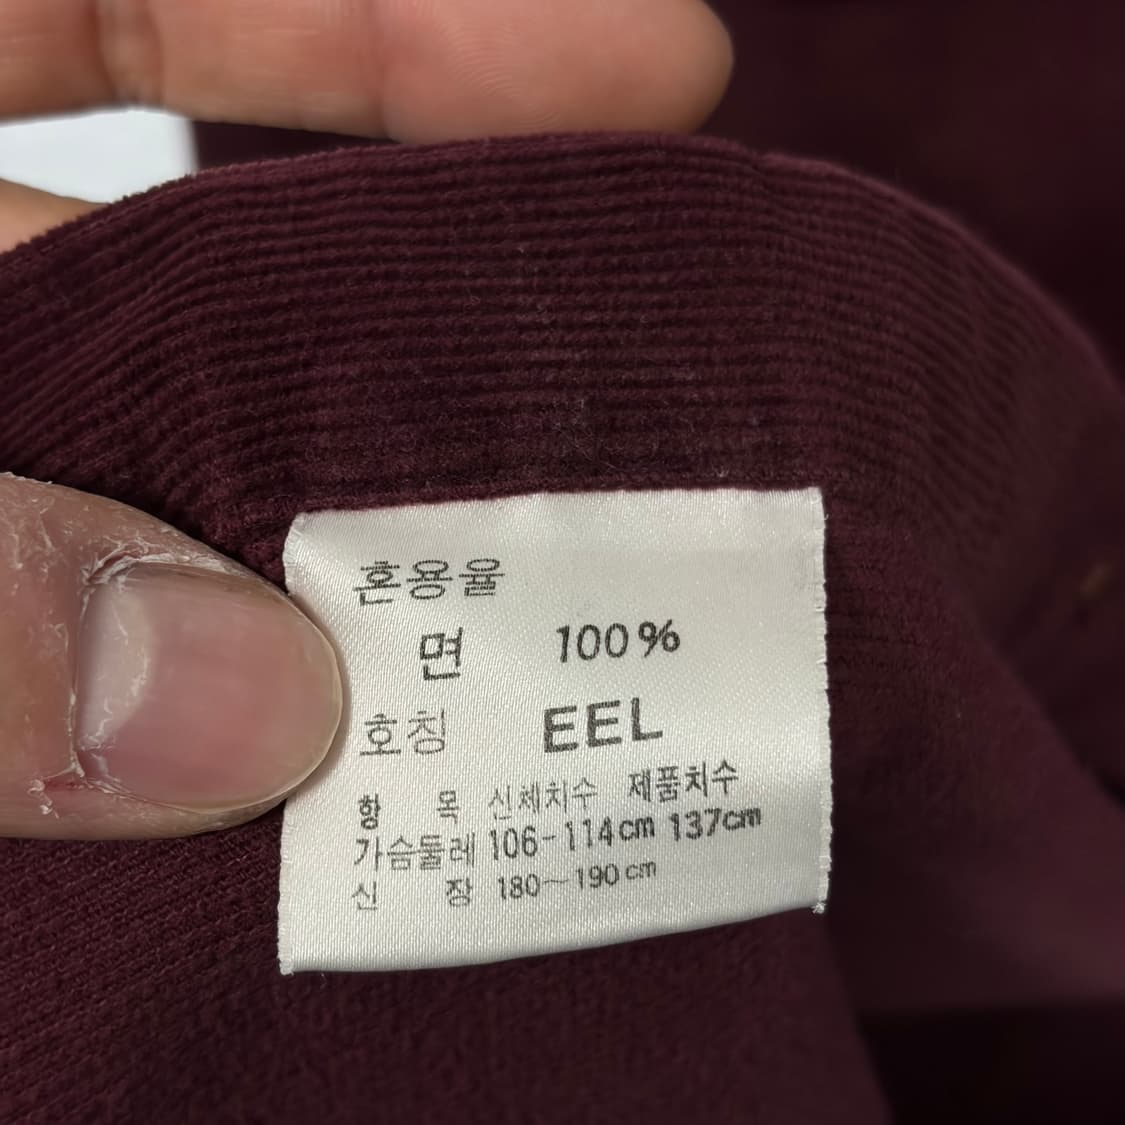 혼용율
면 100%
호칭 EEL
항 목 신체치수 제품치수
가슴둘레 106-114cm 137cm
신 장 180~190cm